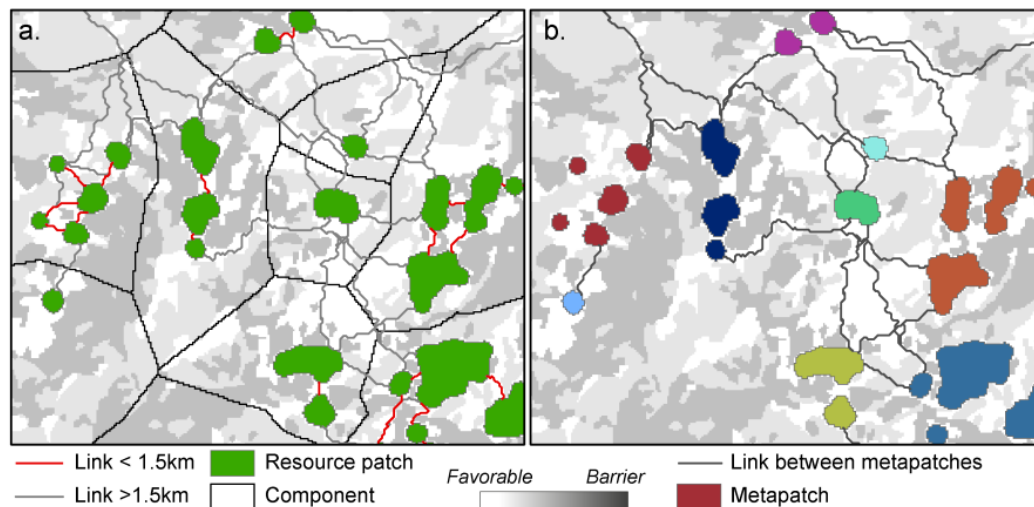 a.
b.
Link < 1.5km
Resource patch
Favorable
Barrier
Link between metapatches
Link >1.5km
Component
Metapatch